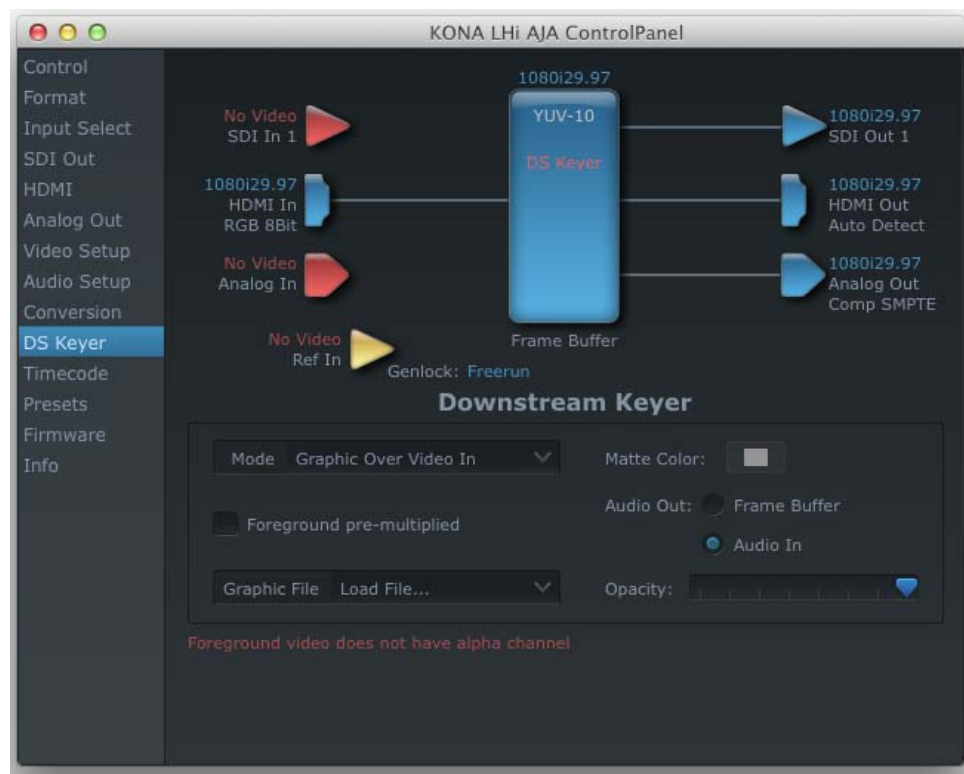 KONA LHi AJA ControlPanel
Control
Format
Input Select
SDI Out
HDMI
Analog Out
Video Setup
Audio Setup
Conversion
DS Keyer
Timecode
Presets
Firmware
Info
1080i29.97
YUV-10
DS Keyer
Frame Buffer
No Video
SDI In 1
1080i29.97
HDMI In
RGB 8Bit
No Video
Analog In
No Video
Ref In
Genlock: Freerun
1080i29.97
SDI Out 1
1080i29.97
HDMI Out
Auto Detect
1080i29.97
Analog Out
Comp SMPTE
Downstream Keyer
Mode Graphic Over Video In
Foreground pre-multiplied
Graphic File Load File...
Matte Color:
Audio Out: Frame Buffer
Audio In
Opacity:
Foreground video does not have alpha channel